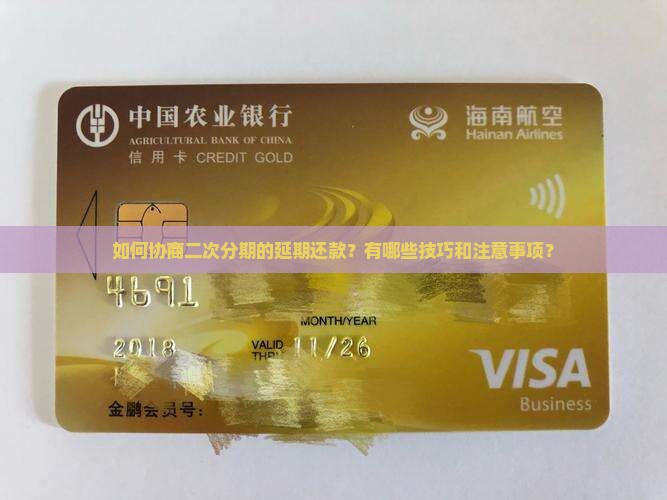 中国农业银行
AGRICULTURAL BANK OF CHINA
信用卡 CREDIT GOLD
海南航空
Hainan Airlines
如何协商二次分期的延期还款？有哪些技巧和注意事项？
4691
MONTH/YEAR
2018
VALID
THRU 11/26
VISA
Business
金鹏会员号：